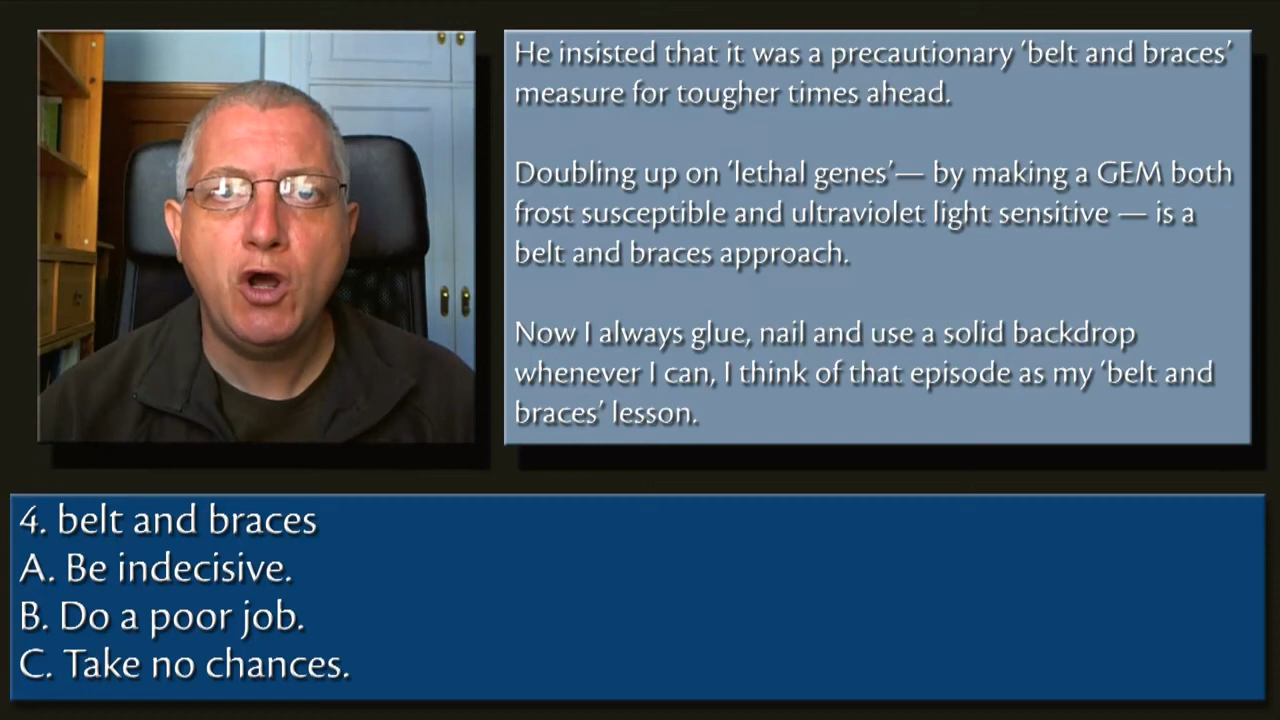 He insisted that it was a precautionary ‘belt and braces’
measure for tougher times ahead.
Doubling up on ‘lethal genes’— by making a GEM both
frost susceptible and ultraviolet light sensitive — is a
belt and braces approach.
Now I always glue, nail and use a solid backdrop
whenever I can, I think of that episode as my ‘belt and
braces’ lesson.
4. belt and braces
A. Be indecisive.
B. Do a poor job.
C. Take no chances.